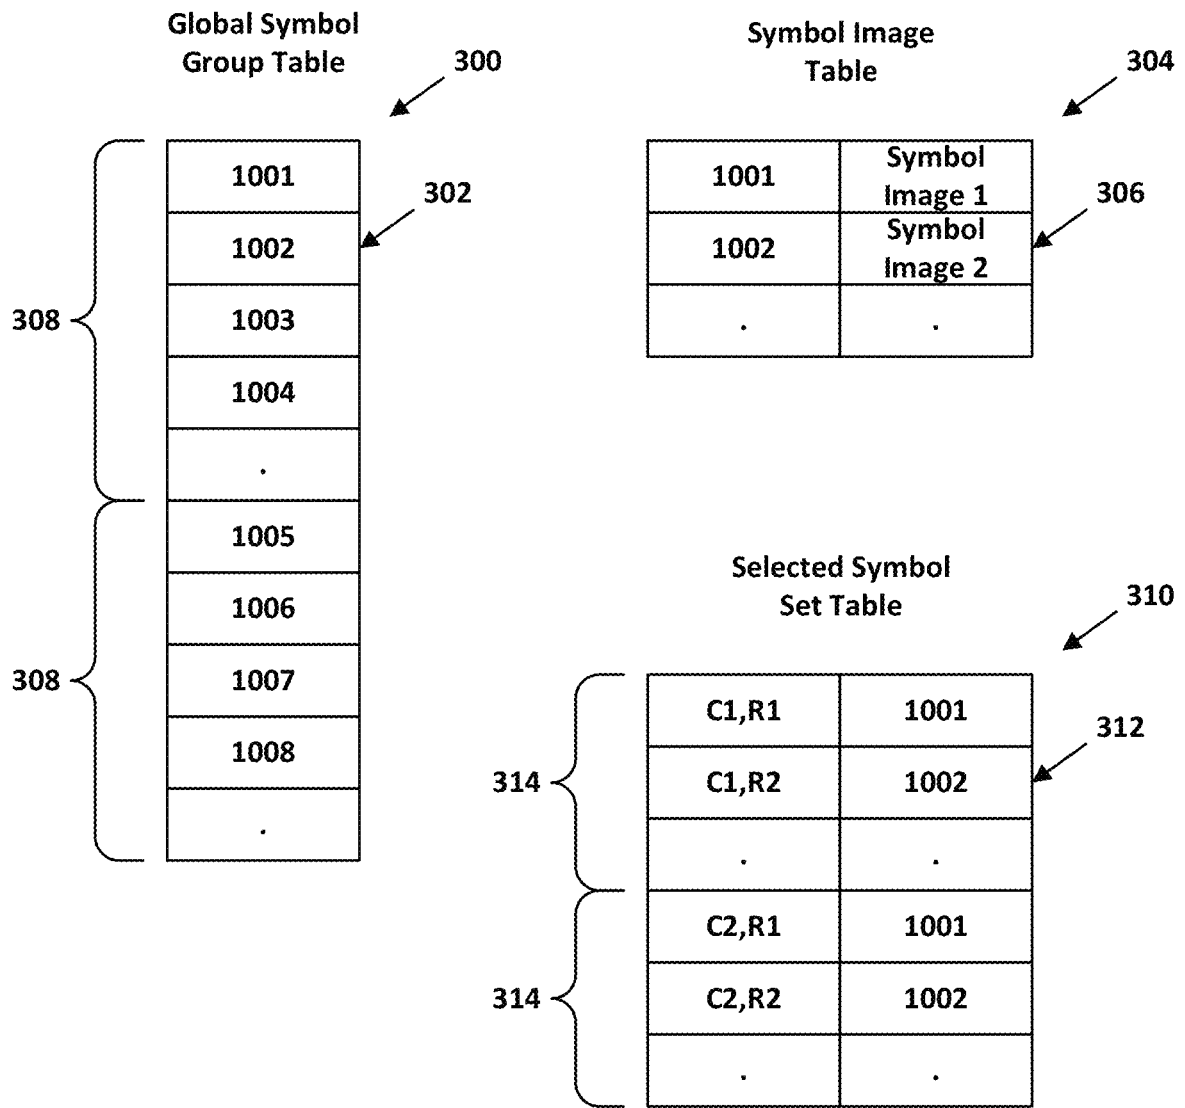 Global Symbol
Group Table
300
1001
302
1002
308
1003
1004
.
1005
1006
308
1007
1008
.
Symbol Image
Table
304
1001
Symbol
Image 1
306
1002
Symbol
Image 2
.
.
Selected Symbol
Set Table
310
C1,R1
1001
312
314
C1,R2
1002
.
.
C2,R1
1001
314
C2,R2
1002
.
.